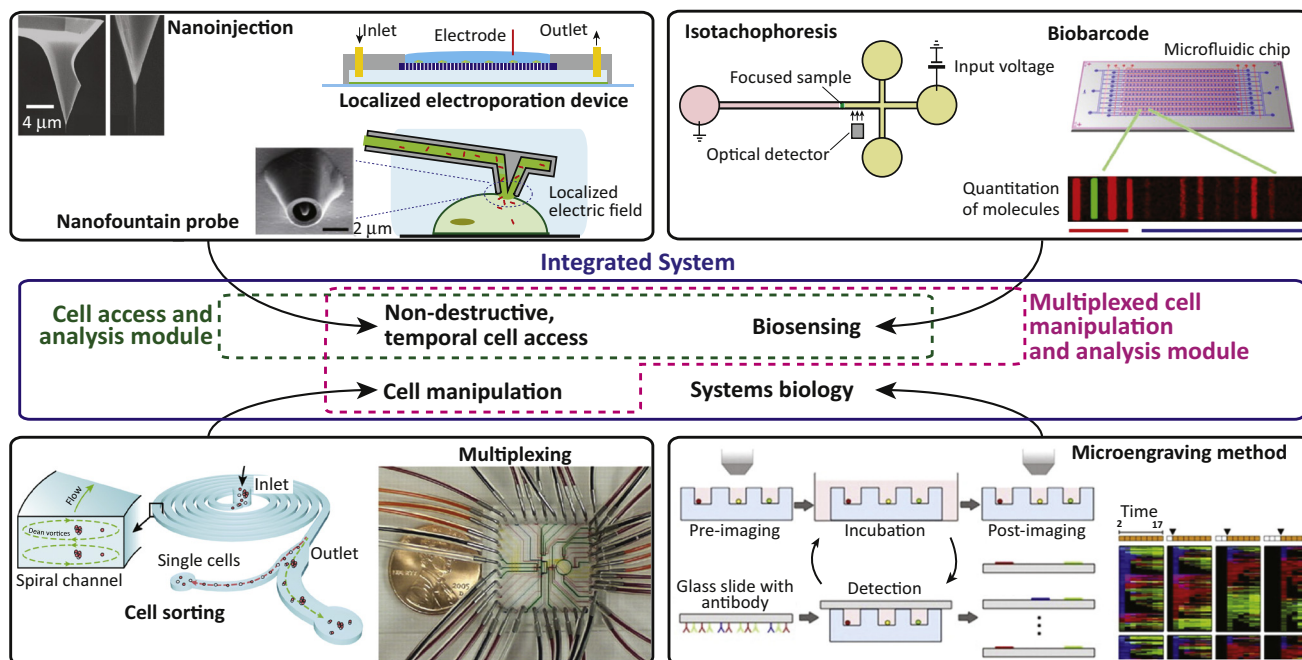 Nanoinjection
4 μm
Inlet
Electrode
Outlet
Localized electroporation device
Localized
electric field
Nanofountain probe
2 μm
Isotachophoresis
Focused sample
Input voltage
Optical detector
Biobarcode
Microfluidic chip
Quantitation
of molecules
Integrated System
Cell access and
analysis module
Non-destructive,
temporal cell access
Biosensing
Multiplexed cell
manipulation
and analysis module
Cell manipulation
Systems biology
Flow
Dean vortices
Spiral channel
Inlet
Single cells
Outlet
Cell sorting
Multiplexing
2005
Microengraving method
Pre-imaging
Incubation
Post-imaging
Glass slide with
antibody
Detection
Time
2 17